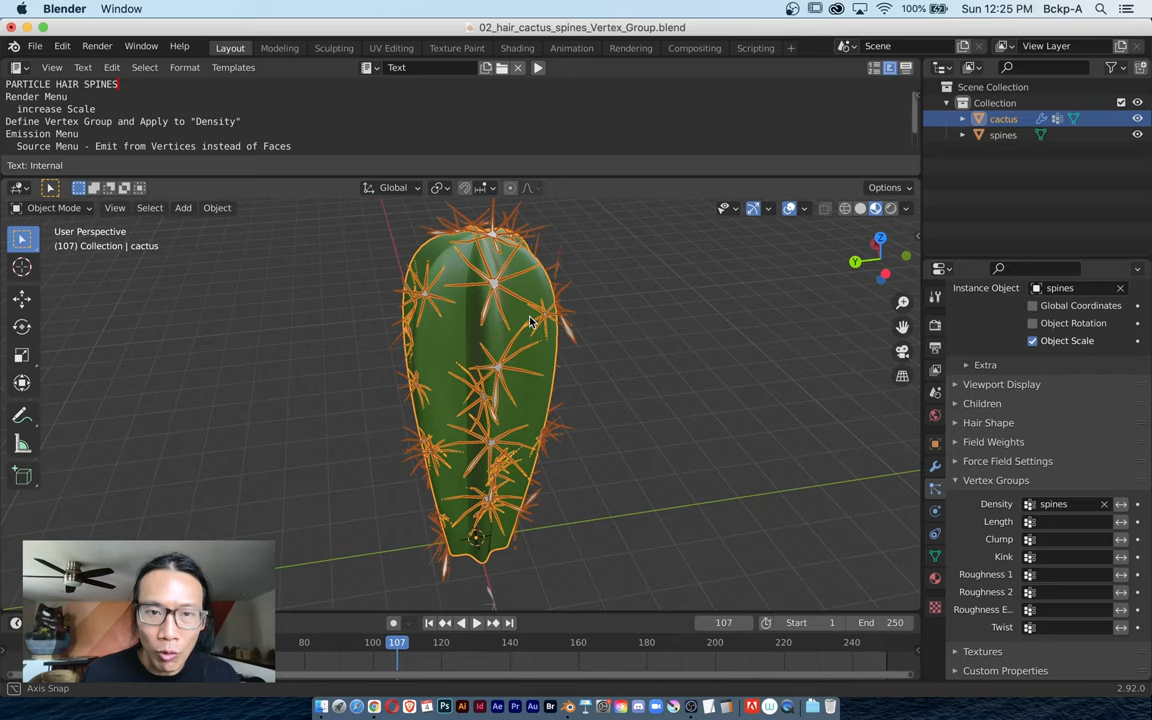 Blender Window 100% Sun 12:25 PM Bckp-A
02_hair_cactus_spines_Vertex_Group.blend
File Edit Render Window Help Layout Modeling Sculpting UV Editing Texture Paint Shading Animation Rendering Compositing Scripting + Scene View Layer
View Text Edit Select Format Templates Text
PARTICLE HAIR SPINES
Render Menu
increase Scale
Define Vertex Group and Apply to "Density"
Emission Menu
Source Menu - Emit from Vertices instead of Faces
Text: Internal
Global Options
Object Mode View Select Add Object
User Perspective
(107) Collection | cactus
Z
Y
X
80 100 107 120 140 160 180 200 220 240
107 Start 1 End 250
Axis Snap 2.92.0
Scene Collection
Collection
cactus
spines
Instance Object spines
Global Coordinates
Object Rotation
Object Scale
Extra
Viewport Display
Children
Hair Shape
Field Weights
Force Field Settings
Vertex Groups
Density spines
Length
Clump
Kink
Roughness 1
Roughness 2
Roughness E...
Twist
Textures
Custom Properties